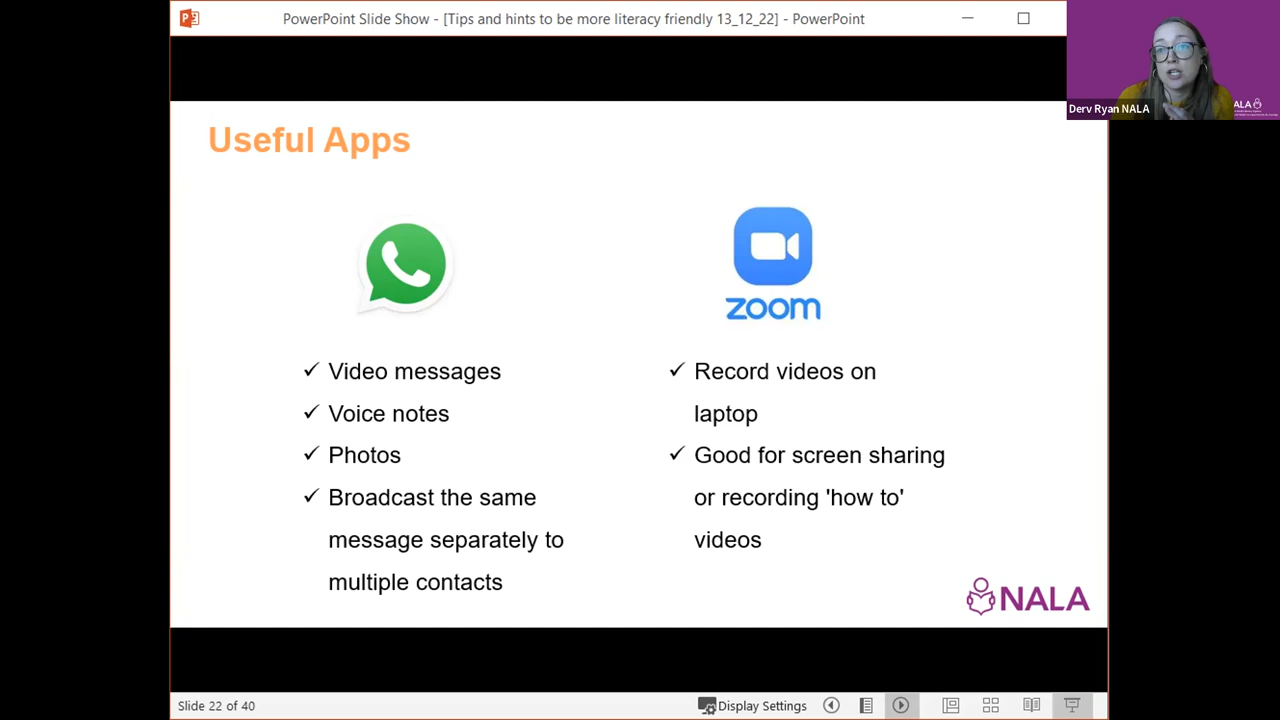 PowerPoint Slide Show - [Tips and hints to be more literacy friendly 13_12_22] - PowerPoint
Derv Ryan NALA
Useful Apps
zoom
✓ Video messages
✓ Voice notes
✓ Photos
✓ Broadcast the same
message separately to
multiple contacts
✓ Record videos on
laptop
✓ Good for screen sharing
or recording 'how to'
videos
NALA
Slide 22 of 40
Display Settings